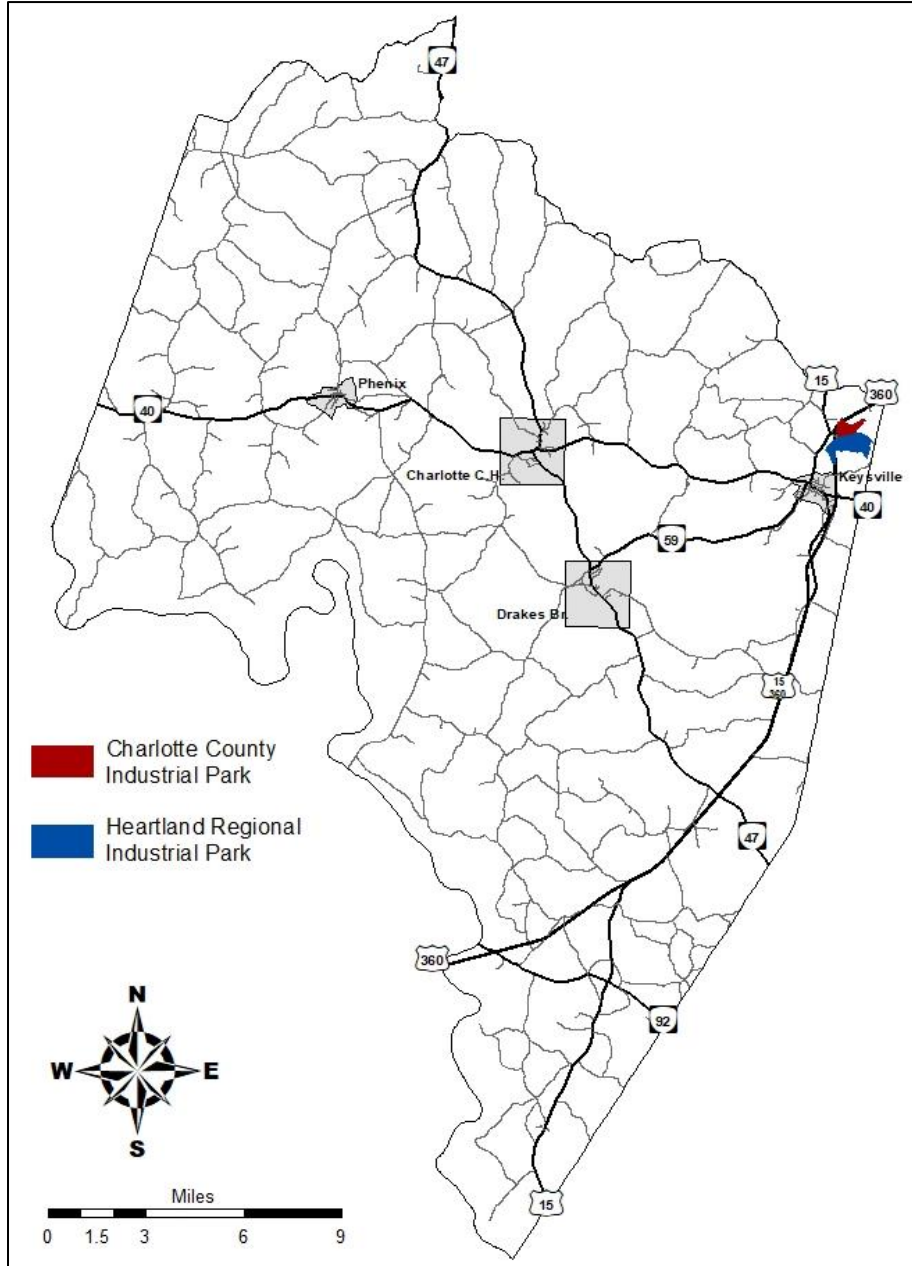 47
Phenix
15
360
40
Charlotte C.H.
Keysville
40
59
Drakes Br.
15
360
Charlotte County
Industrial Park
Heartland Regional
Industrial Park
47
360
N
W
E
S
92
Miles
15
0 1.5 3 6 9